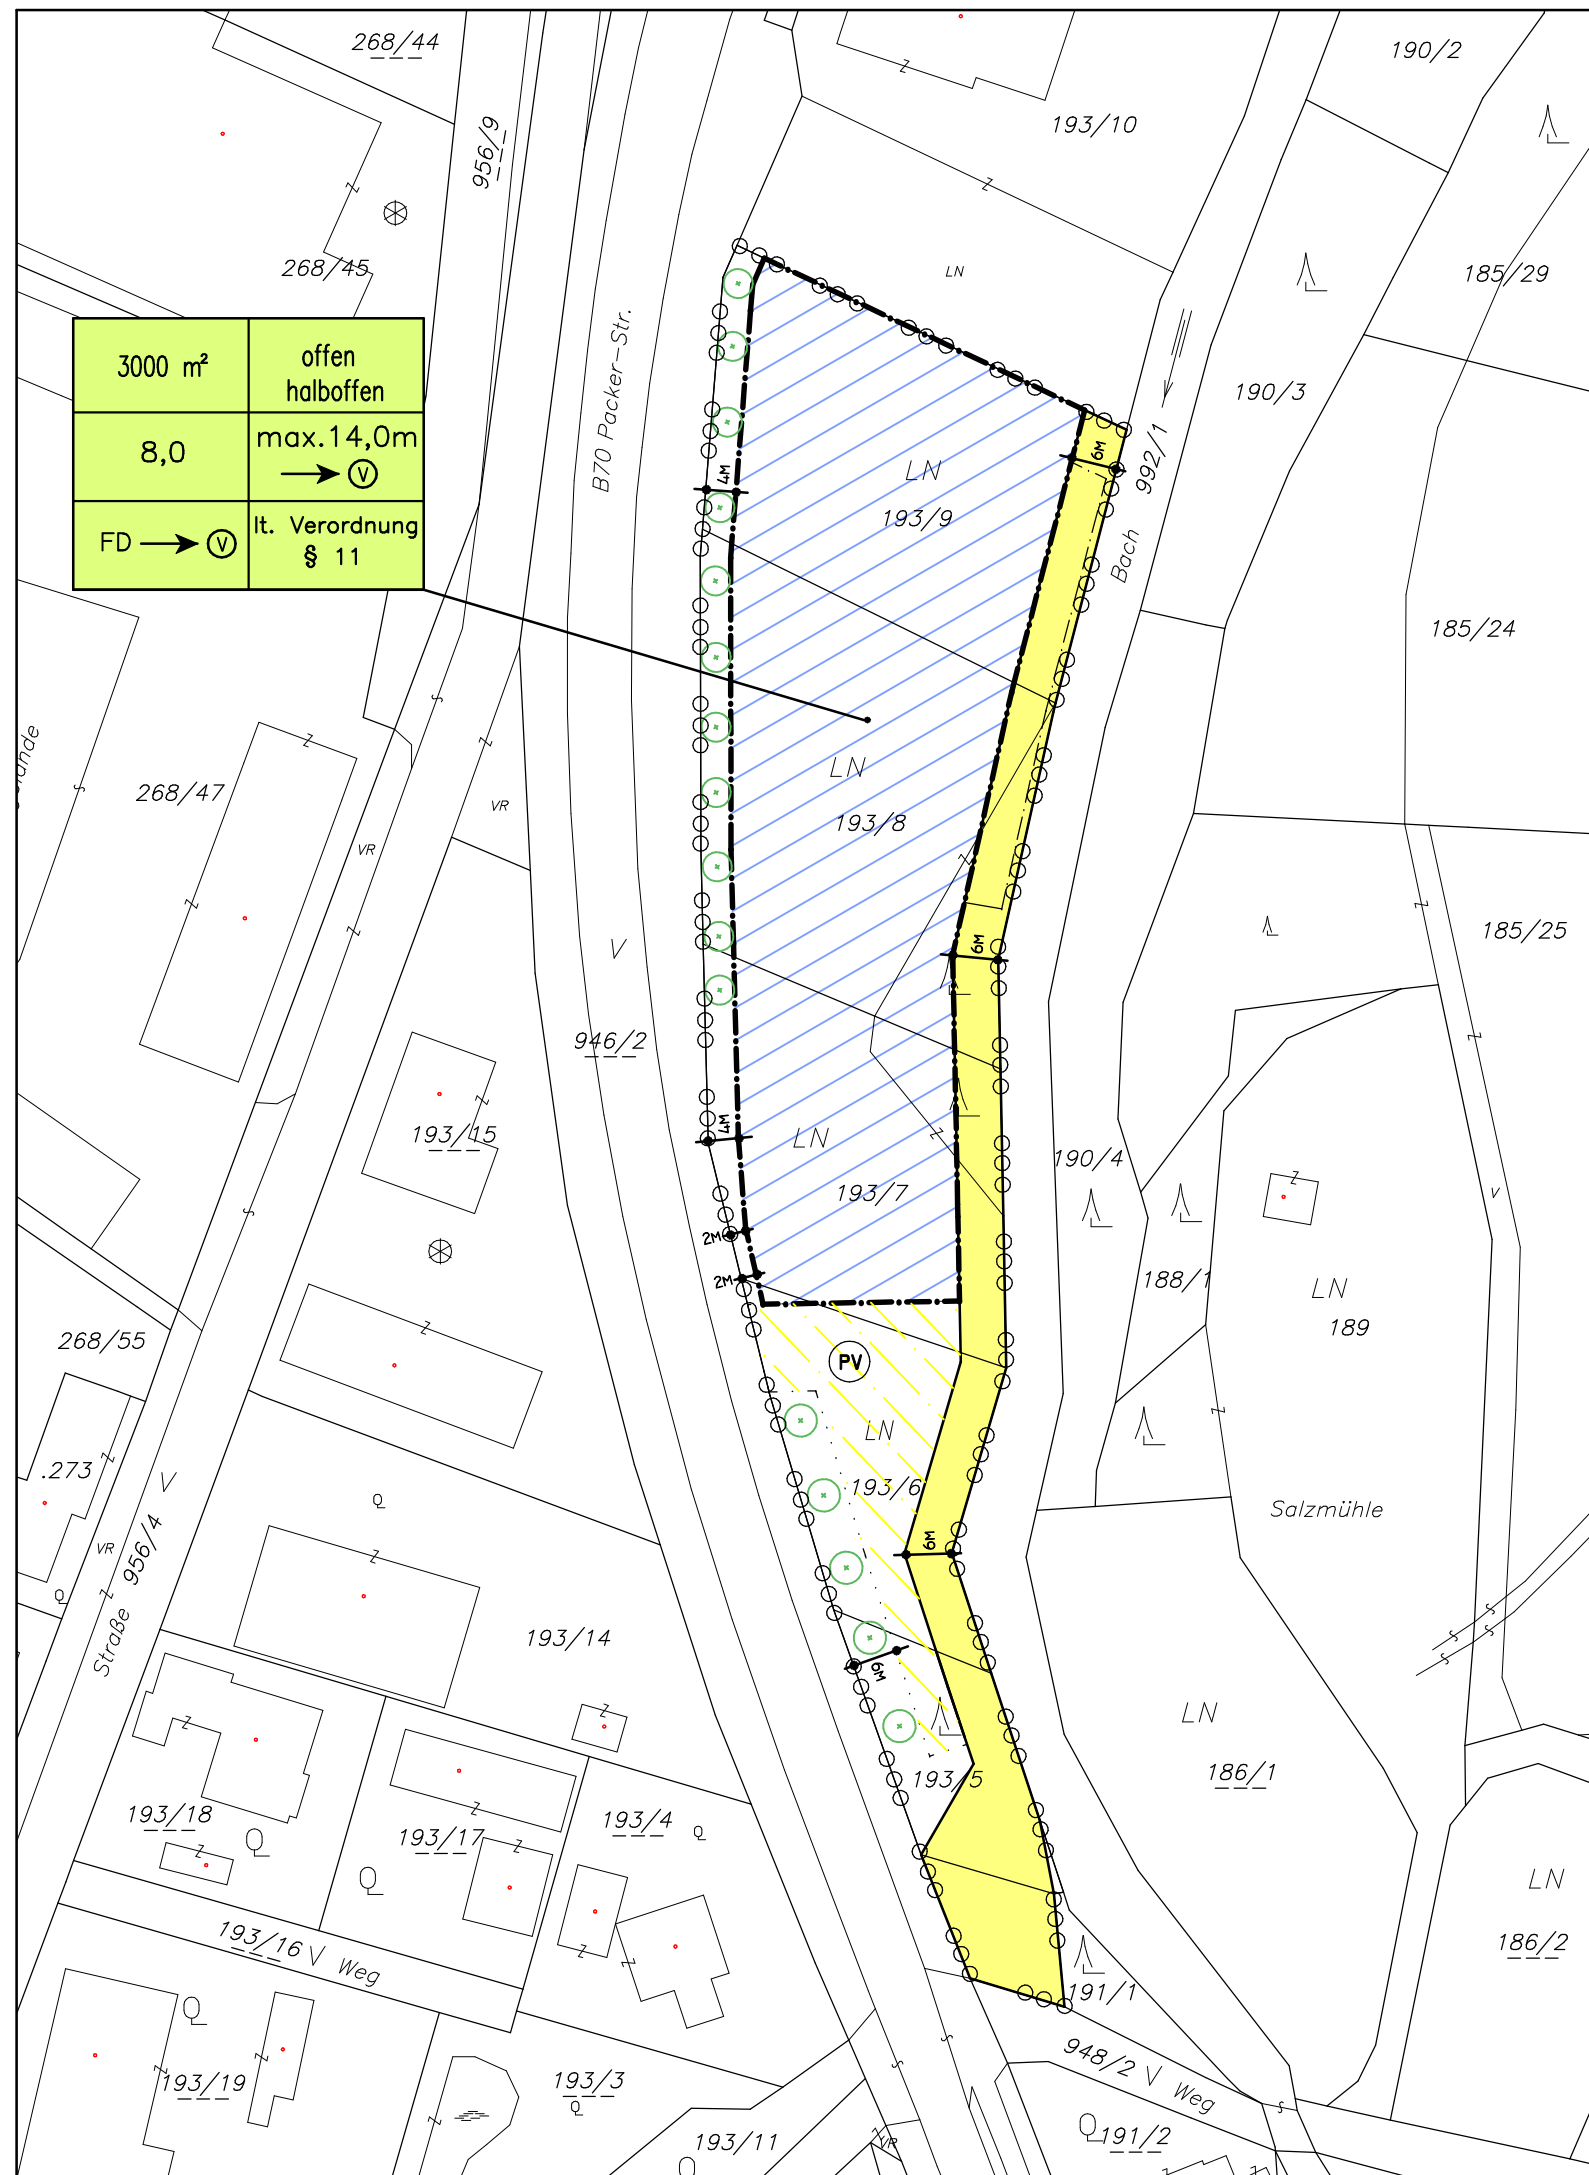 268/44
190/2
193/10
956/9
268/45
LN
185/29
3000 m²
offen
halboffen
8,0
max.14,0m
V
FD
V
lt. Verordnung
§ 11
B70 Packer-Str.
190/3
6M
992/1
LN
193/9
4M
Bach
185/24
268/47
VR
VR
LN
193/8
185/25
6M
V
946/2
4M
LN
193/15
190/4
193/7
V
2M
2M
188/1
LN
189
268/55
PV
LN
193/6
.273
V
Q
Salzmühle
6M
VR
Straße 956/4
Q
193/14
6M
LN
193/5
186/1
193/18
193/17
193/4
Q
Q
Q
LN
186/2
193/16 V Weg
191/1
Q
948/2 V Weg
193/19
193/3
Q
Q 191/2
193/11
VR
Q